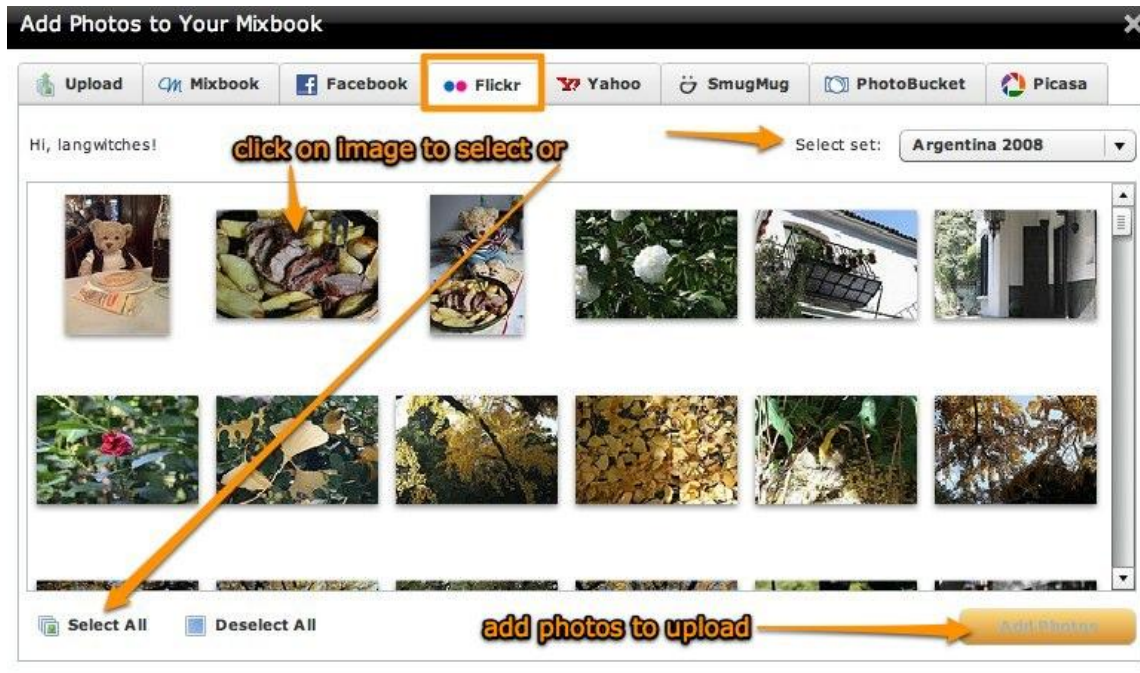 Add Photos to Your Mixbook
Upload Mixbook Facebook Flickr Yahoo SmugMug PhotoBucket Picasa
Hi, langwitches! click on image to select or Select set: Argentina 2008
Select All Deselect All add photos to upload Add Photos